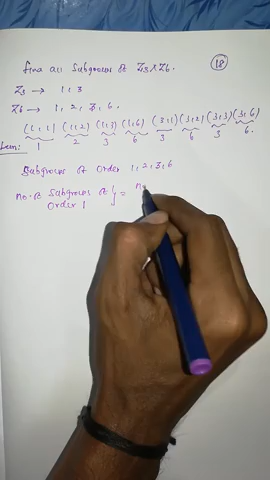 Find all Subgroups of Z3 x Z6. (18)
Z3 → 1, 3
Z6 → 1, 2, 3, 6
(1,1) (1,2) (1,3) (1,6) (3,1) (3,2) (3,3) (3,6)
Lcm: 1 2 3 6 3 6 3 6.
Subgroups of Order 1, 2, 3, 6
No. of Subgroups of Order 1 } = N